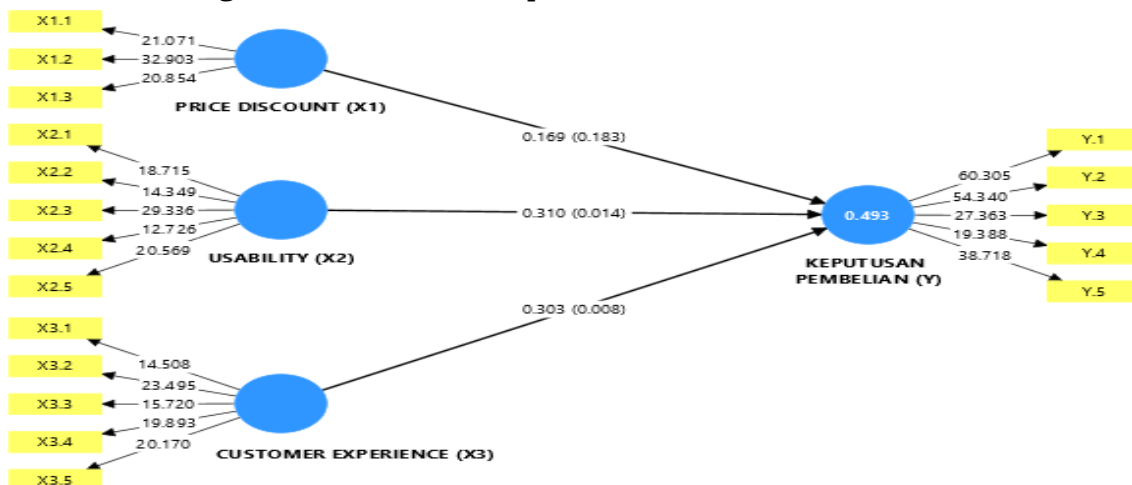 X1.1
X1.2
X1.3
21.071
32.903
20.854
PRICE DISCOUNT (X1)
X2.1
X2.2
X2.3
X2.4
X2.5
18.715
14.349
29.336
12.726
20.569
USABILITY (X2)
X3.1
X3.2
X3.3
X3.4
X3.5
14.508
23.495
15.720
19.893
20.170
CUSTOMER EXPERIENCE (X3)
0.169 (0.183)
0.310 (0.014)
0.303 (0.008)
0.493
KEPUTUSAN
PEMBELIAN (Y)
60.305
54.340
27.363
19.388
38.718
Y.1
Y.2
Y.3
Y.4
Y.5